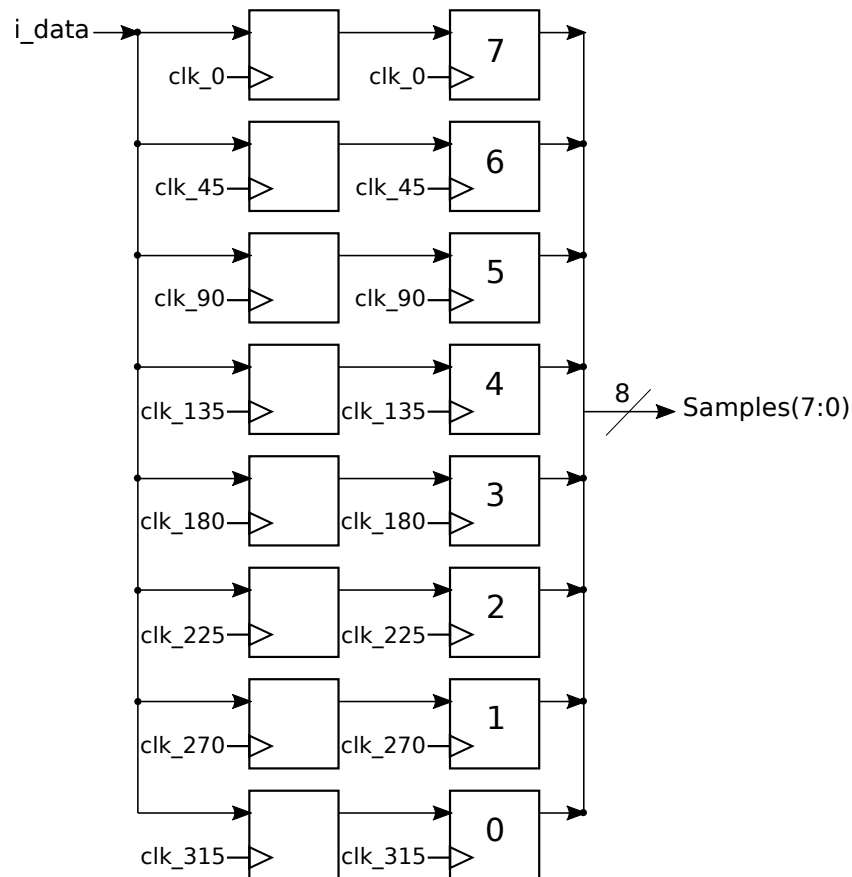 i_data
7
clk_0 clk_0
6
clk_45 clk_45
5
clk_90 clk_90
4
clk_135 clk_135
8
Samples(7:0)
3
clk_180 clk_180
2
clk_225 clk_225
1
clk_270 clk_270
0
clk_315 clk_315